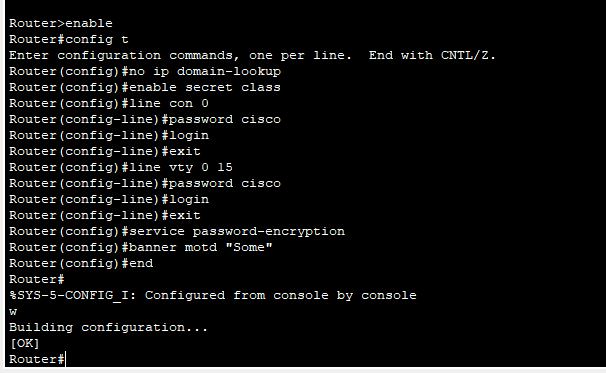 Router>enable
Router#config t
Enter configuration commands, one per line.  End with CNTL/Z.
Router(config)#no ip domain-lookup
Router(config)#enable secret class
Router(config)#line con 0
Router(config-line)#password cisco
Router(config-line)#login
Router(config-line)#exit
Router(config)#line vty 0 15
Router(config-line)#password cisco
Router(config-line)#login
Router(config-line)#exit
Router(config)#service password-encryption
Router(config)#banner motd "Some"
Router(config)#end
Router#
%SYS-5-CONFIG_I: Configured from console by console
w
Building configuration...
[OK]
Router#